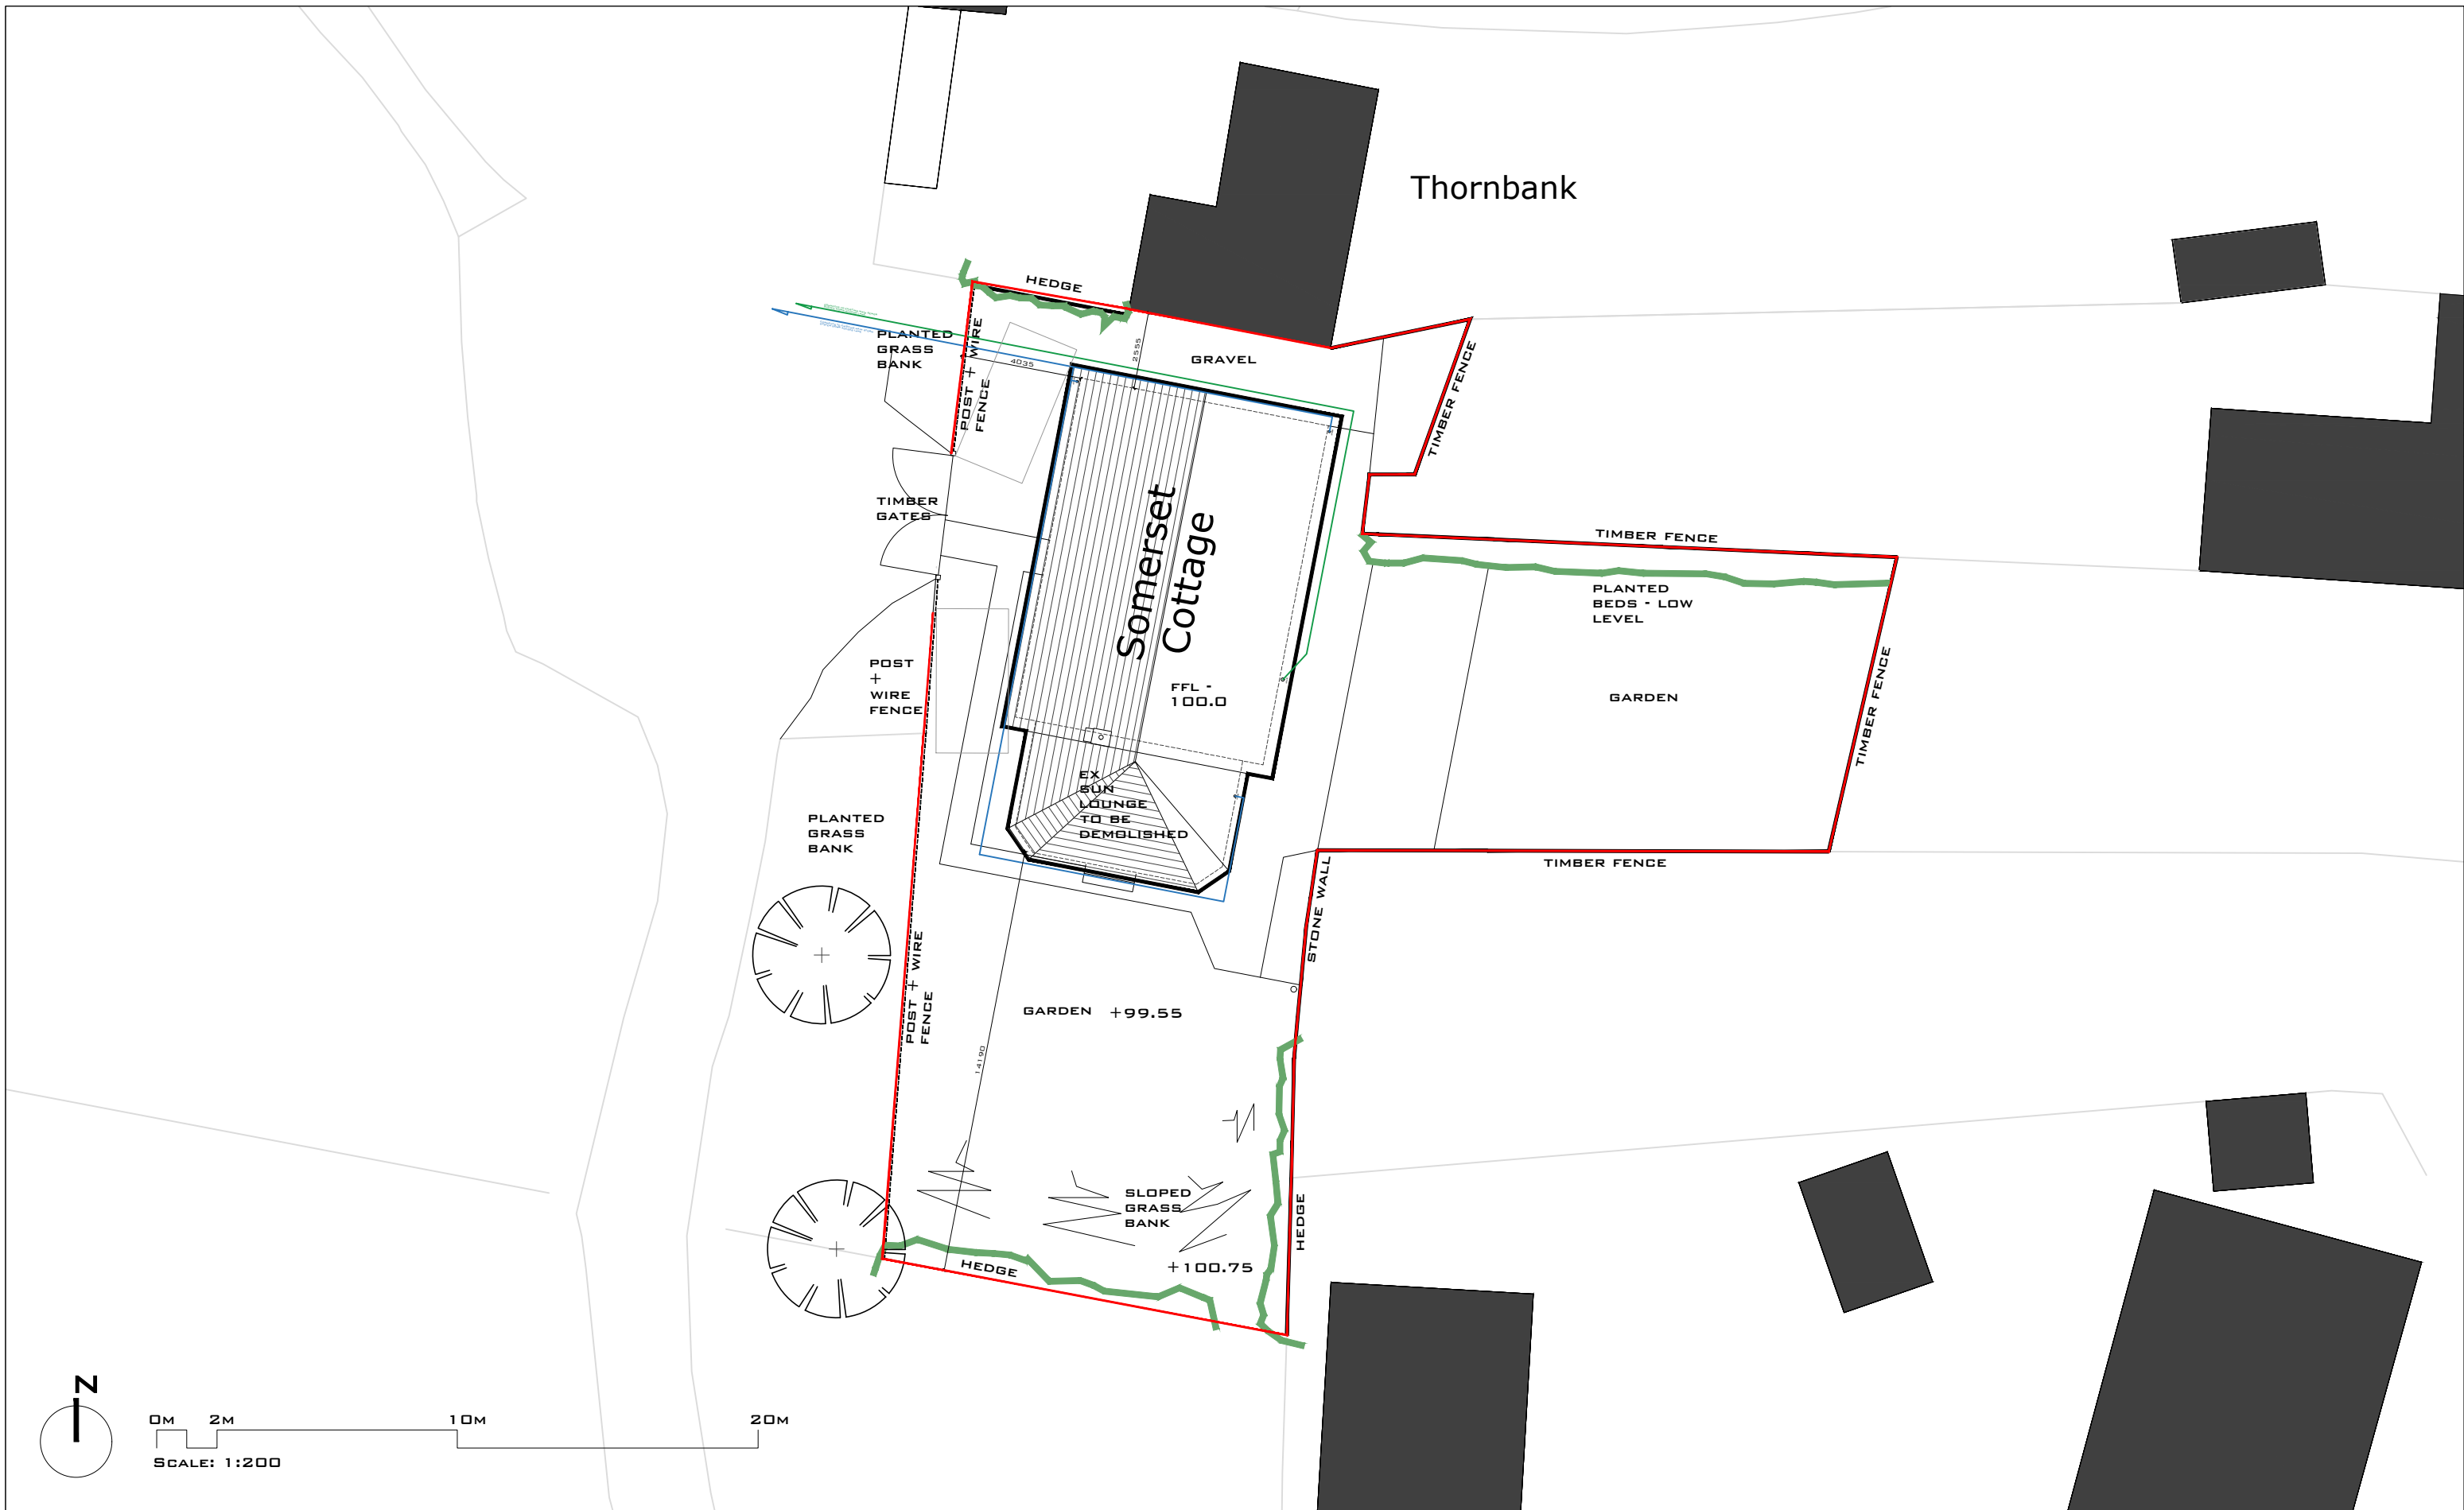 Thornbank
HEDGE
PLANTED
GRASS
BANK
POST + WIRE
FENCE
4035
2555
GRAVEL
TIMBER FENCE
TIMBER
GATES
Somerset
Cottage
TIMBER FENCE
PLANTED
BEDS - LOW
LEVEL
POST
+
WIRE
FENCE
FFL -
100.0
GARDEN
TIMBER FENCE
EX
SUN
LOUNGE
TO BE
DEMOLISHED
PLANTED
GRASS
BANK
TIMBER FENCE
STONE WALL
POST + WIRE
FENCE
GARDEN +99.55
14190
SLOPED
GRASS
BANK
HEDGE
HEDGE
+100.75
N
0M 2M 10M 20M
SCALE: 1:200